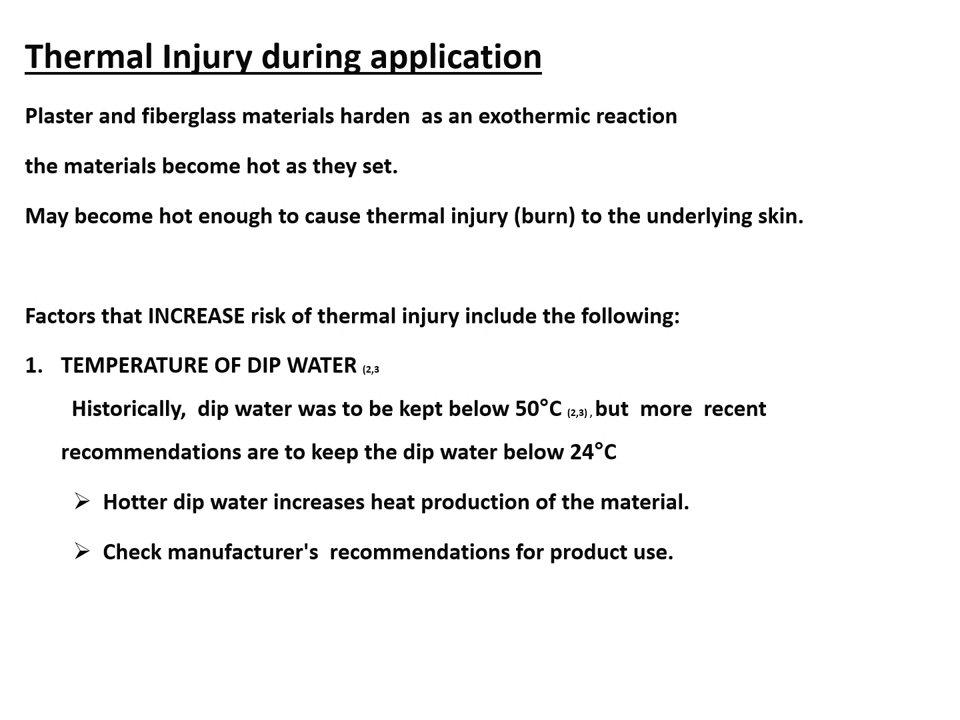 Thermal Injury during application
Plaster and fiberglass materials harden  as an exothermic reaction
the materials become hot as they set.
May become hot enough to cause thermal injury (burn) to the underlying skin.
Factors that INCREASE risk of thermal injury include the following:
1. TEMPERATURE OF DIP WATER (2,3
Historically,  dip water was to be kept below 50°C (2,3) , but  more  recent
recommendations are to keep the dip water below 24°C
➢ Hotter dip water increases heat production of the material.
➢ Check manufacturer's  recommendations for product use.